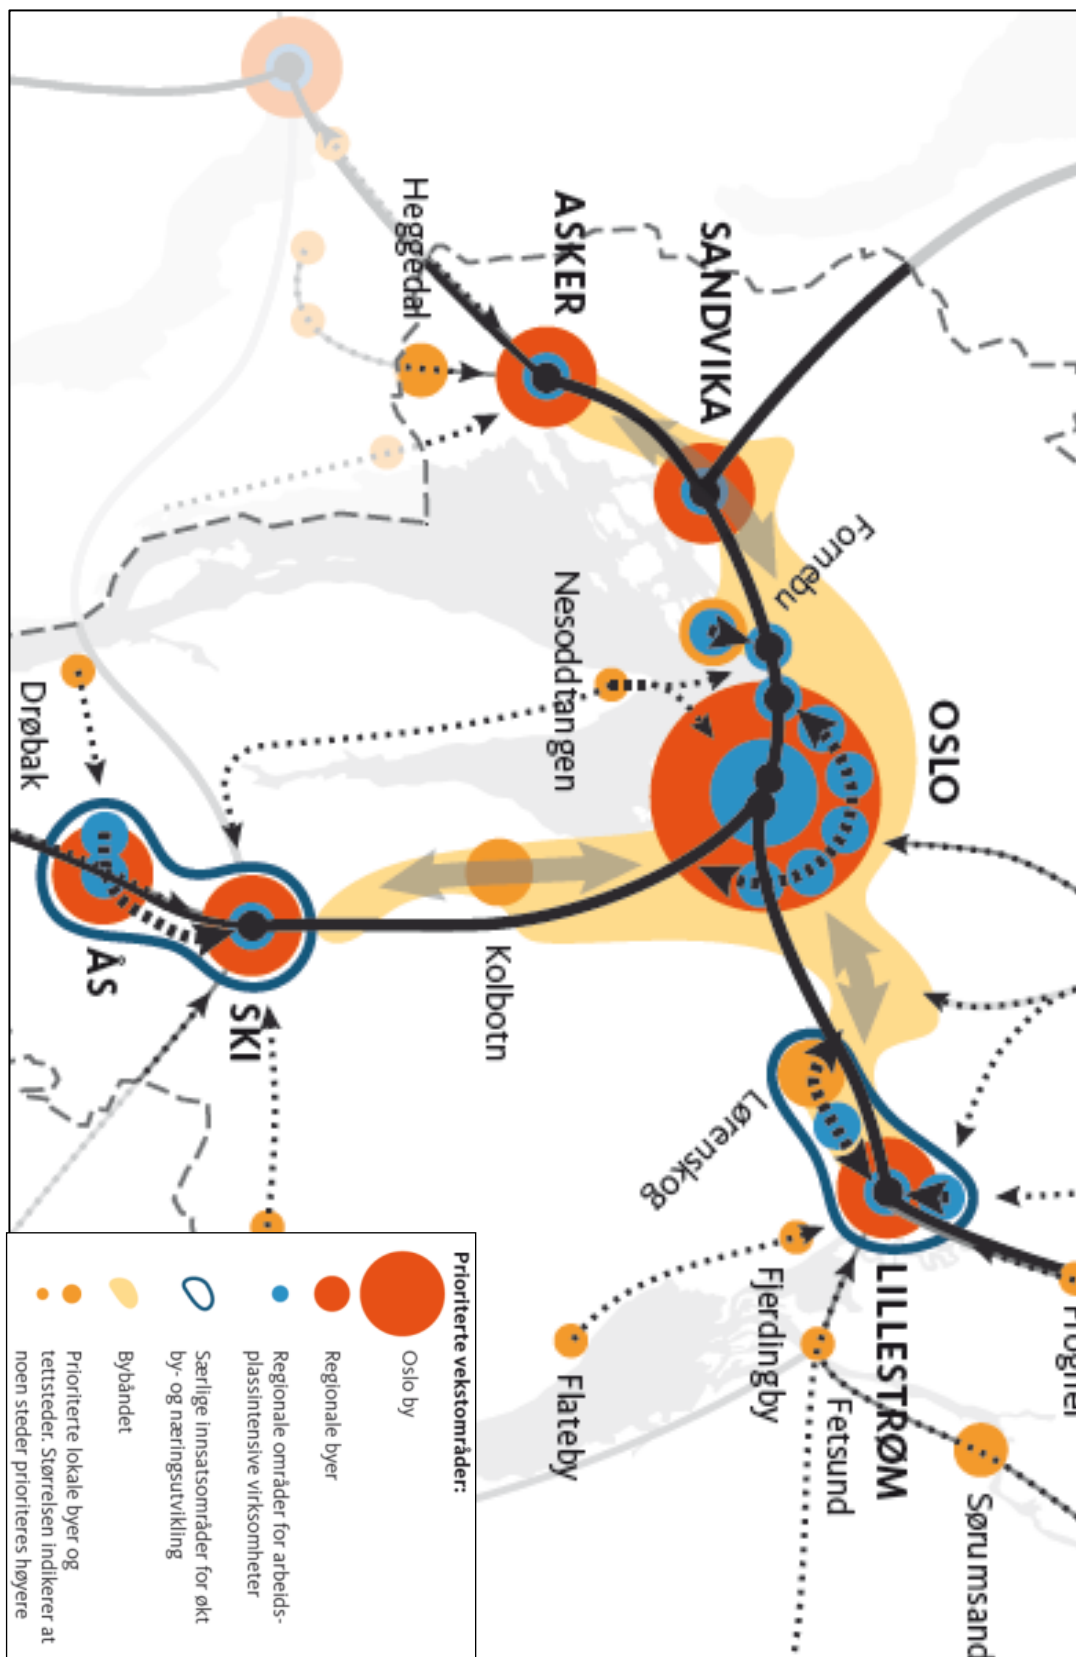 Heggedal
ASKER
SANDVIKA
Fornebu
Nesoddtangen
OSLO
Drøbak
ÅS
SKI
Kolbotn
Lørenskog
LILLESTRØM
Fjerdingby
Flateby
Fetsund
Frogner
Sørumsand
Prioriterte vekstområder:
Oslo by
Regionale byer
Regionale områder for arbeids-
plassintensive virksomheter
Særlige innsatsområder for økt
by- og næringsutvikling
Bybåndet
Prioriterte lokale byer og
tettsteder. Størrelsen indikerer at
noen steder prioriteres høyere